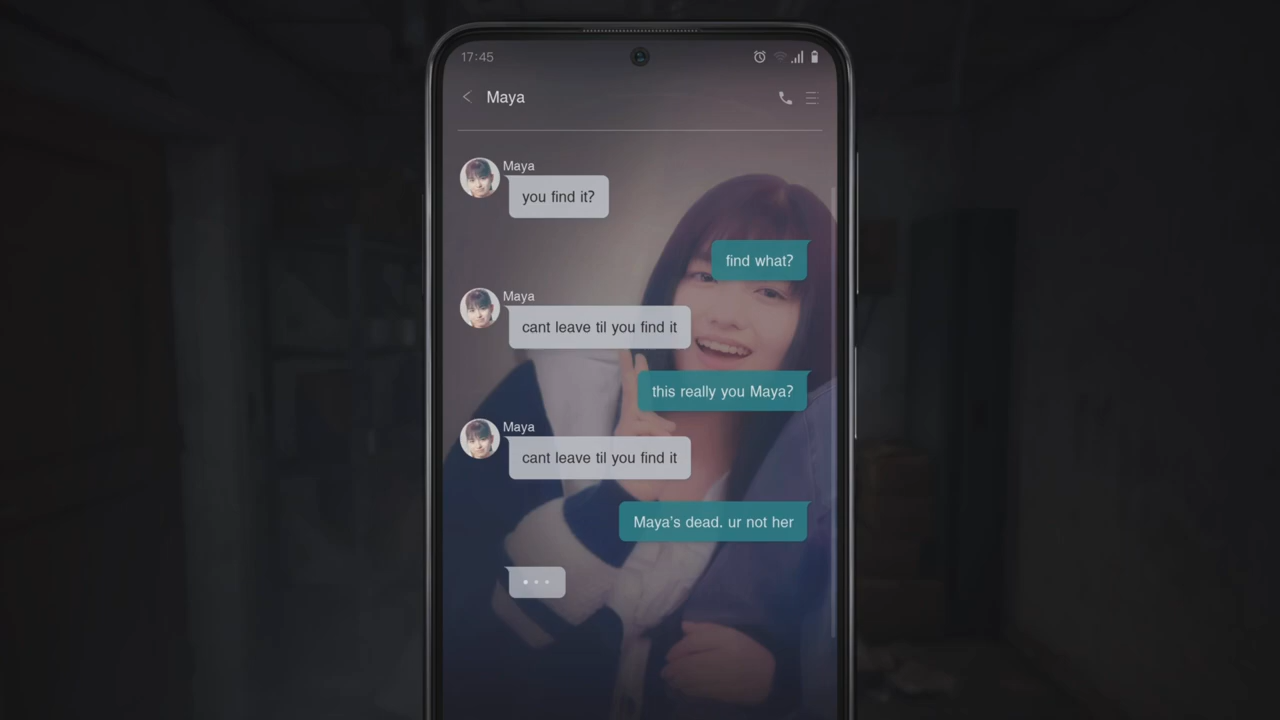 17:45
Maya
Maya
you find it?
find what?
Maya
cant leave til you find it
this really you Maya?
Maya
cant leave til you find it
Maya's dead. ur not her